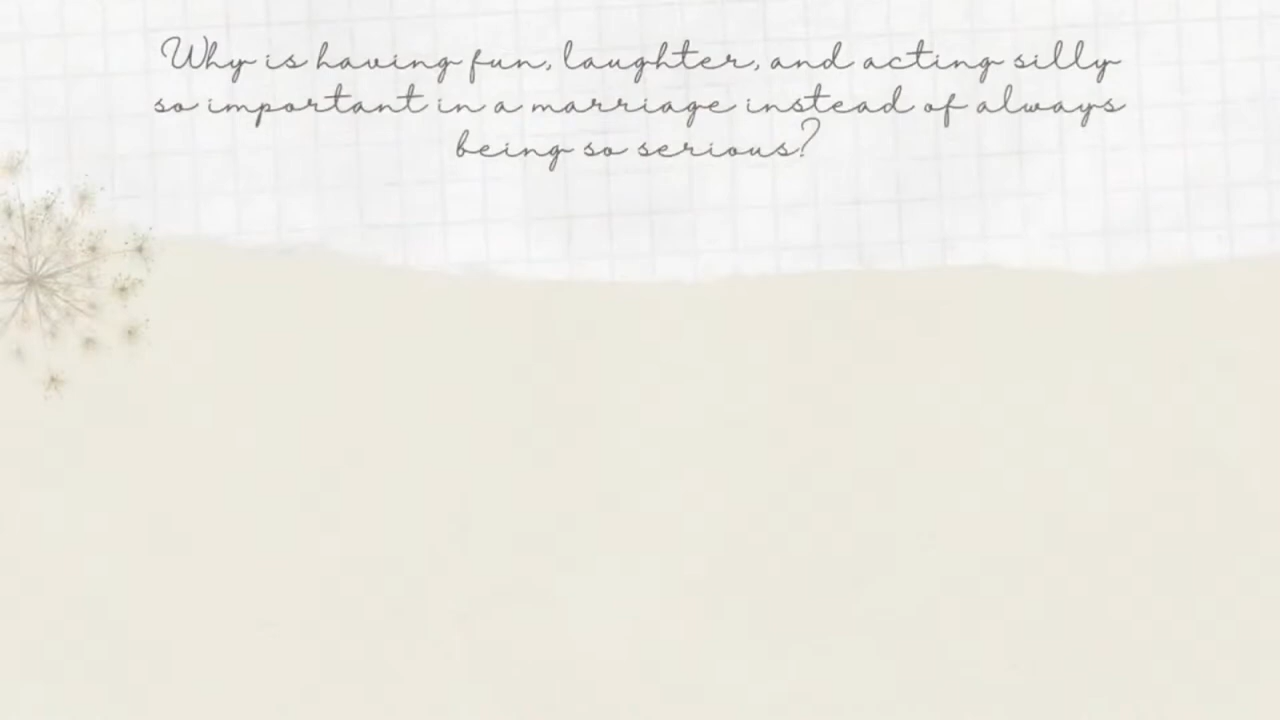 Why is having fun, laughter, and acting silly
so important in a marriage instead of always
being so serious?